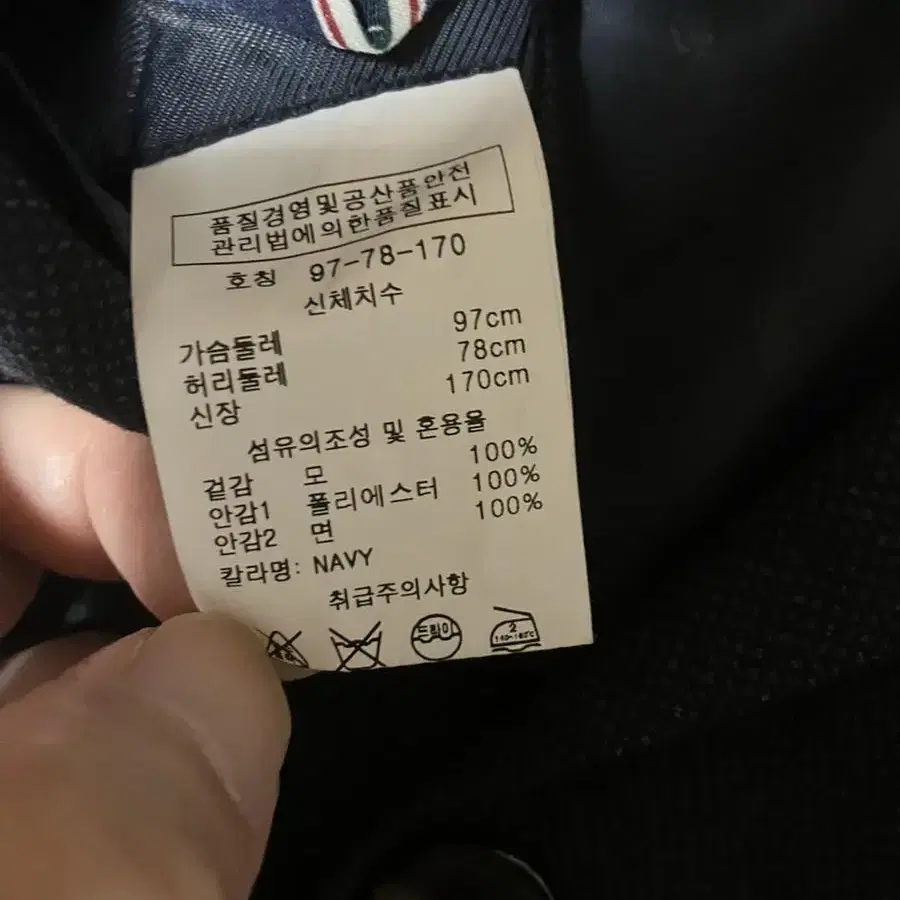 품질경영및공산품안전
관리법에의한품질표시
호칭 97-78-170
신체치수
가슴둘레 97cm
허리둘레 78cm
신장 170cm
섬유의조성 및 혼용율
겉감 모 100%
안감1 폴리에스터 100%
안감2 면 100%
칼라명: NAVY
취급주의사항
드라이 2
140-160℃